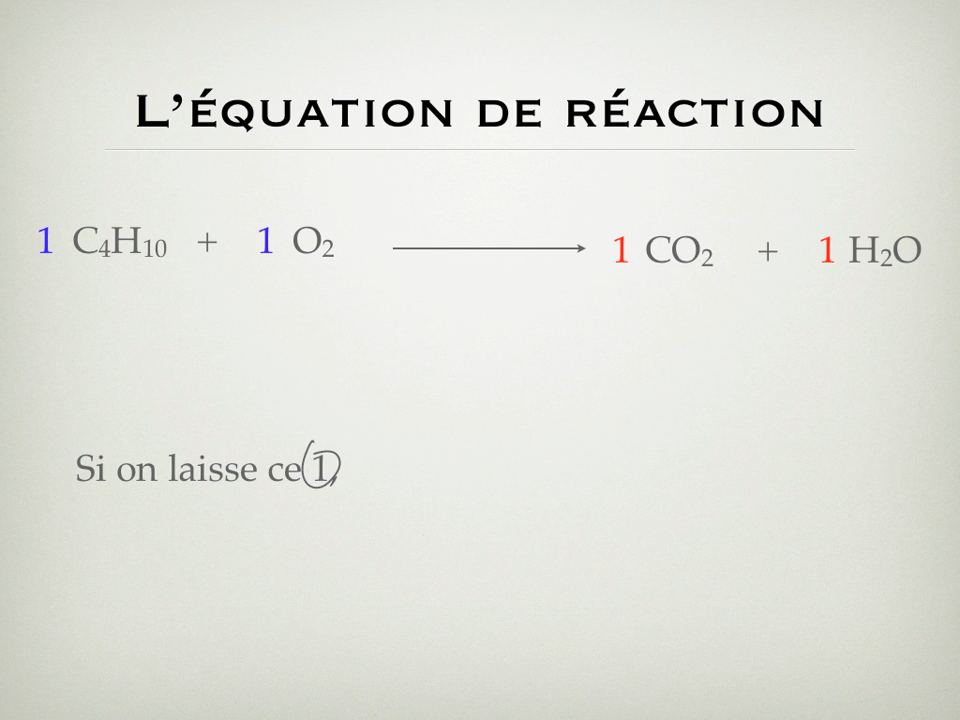 L'équation de réaction
1 C₄H₁₀ + 1 O₂ ⟶ 1 CO₂ + 1 H₂O
Si on laisse ce 1,